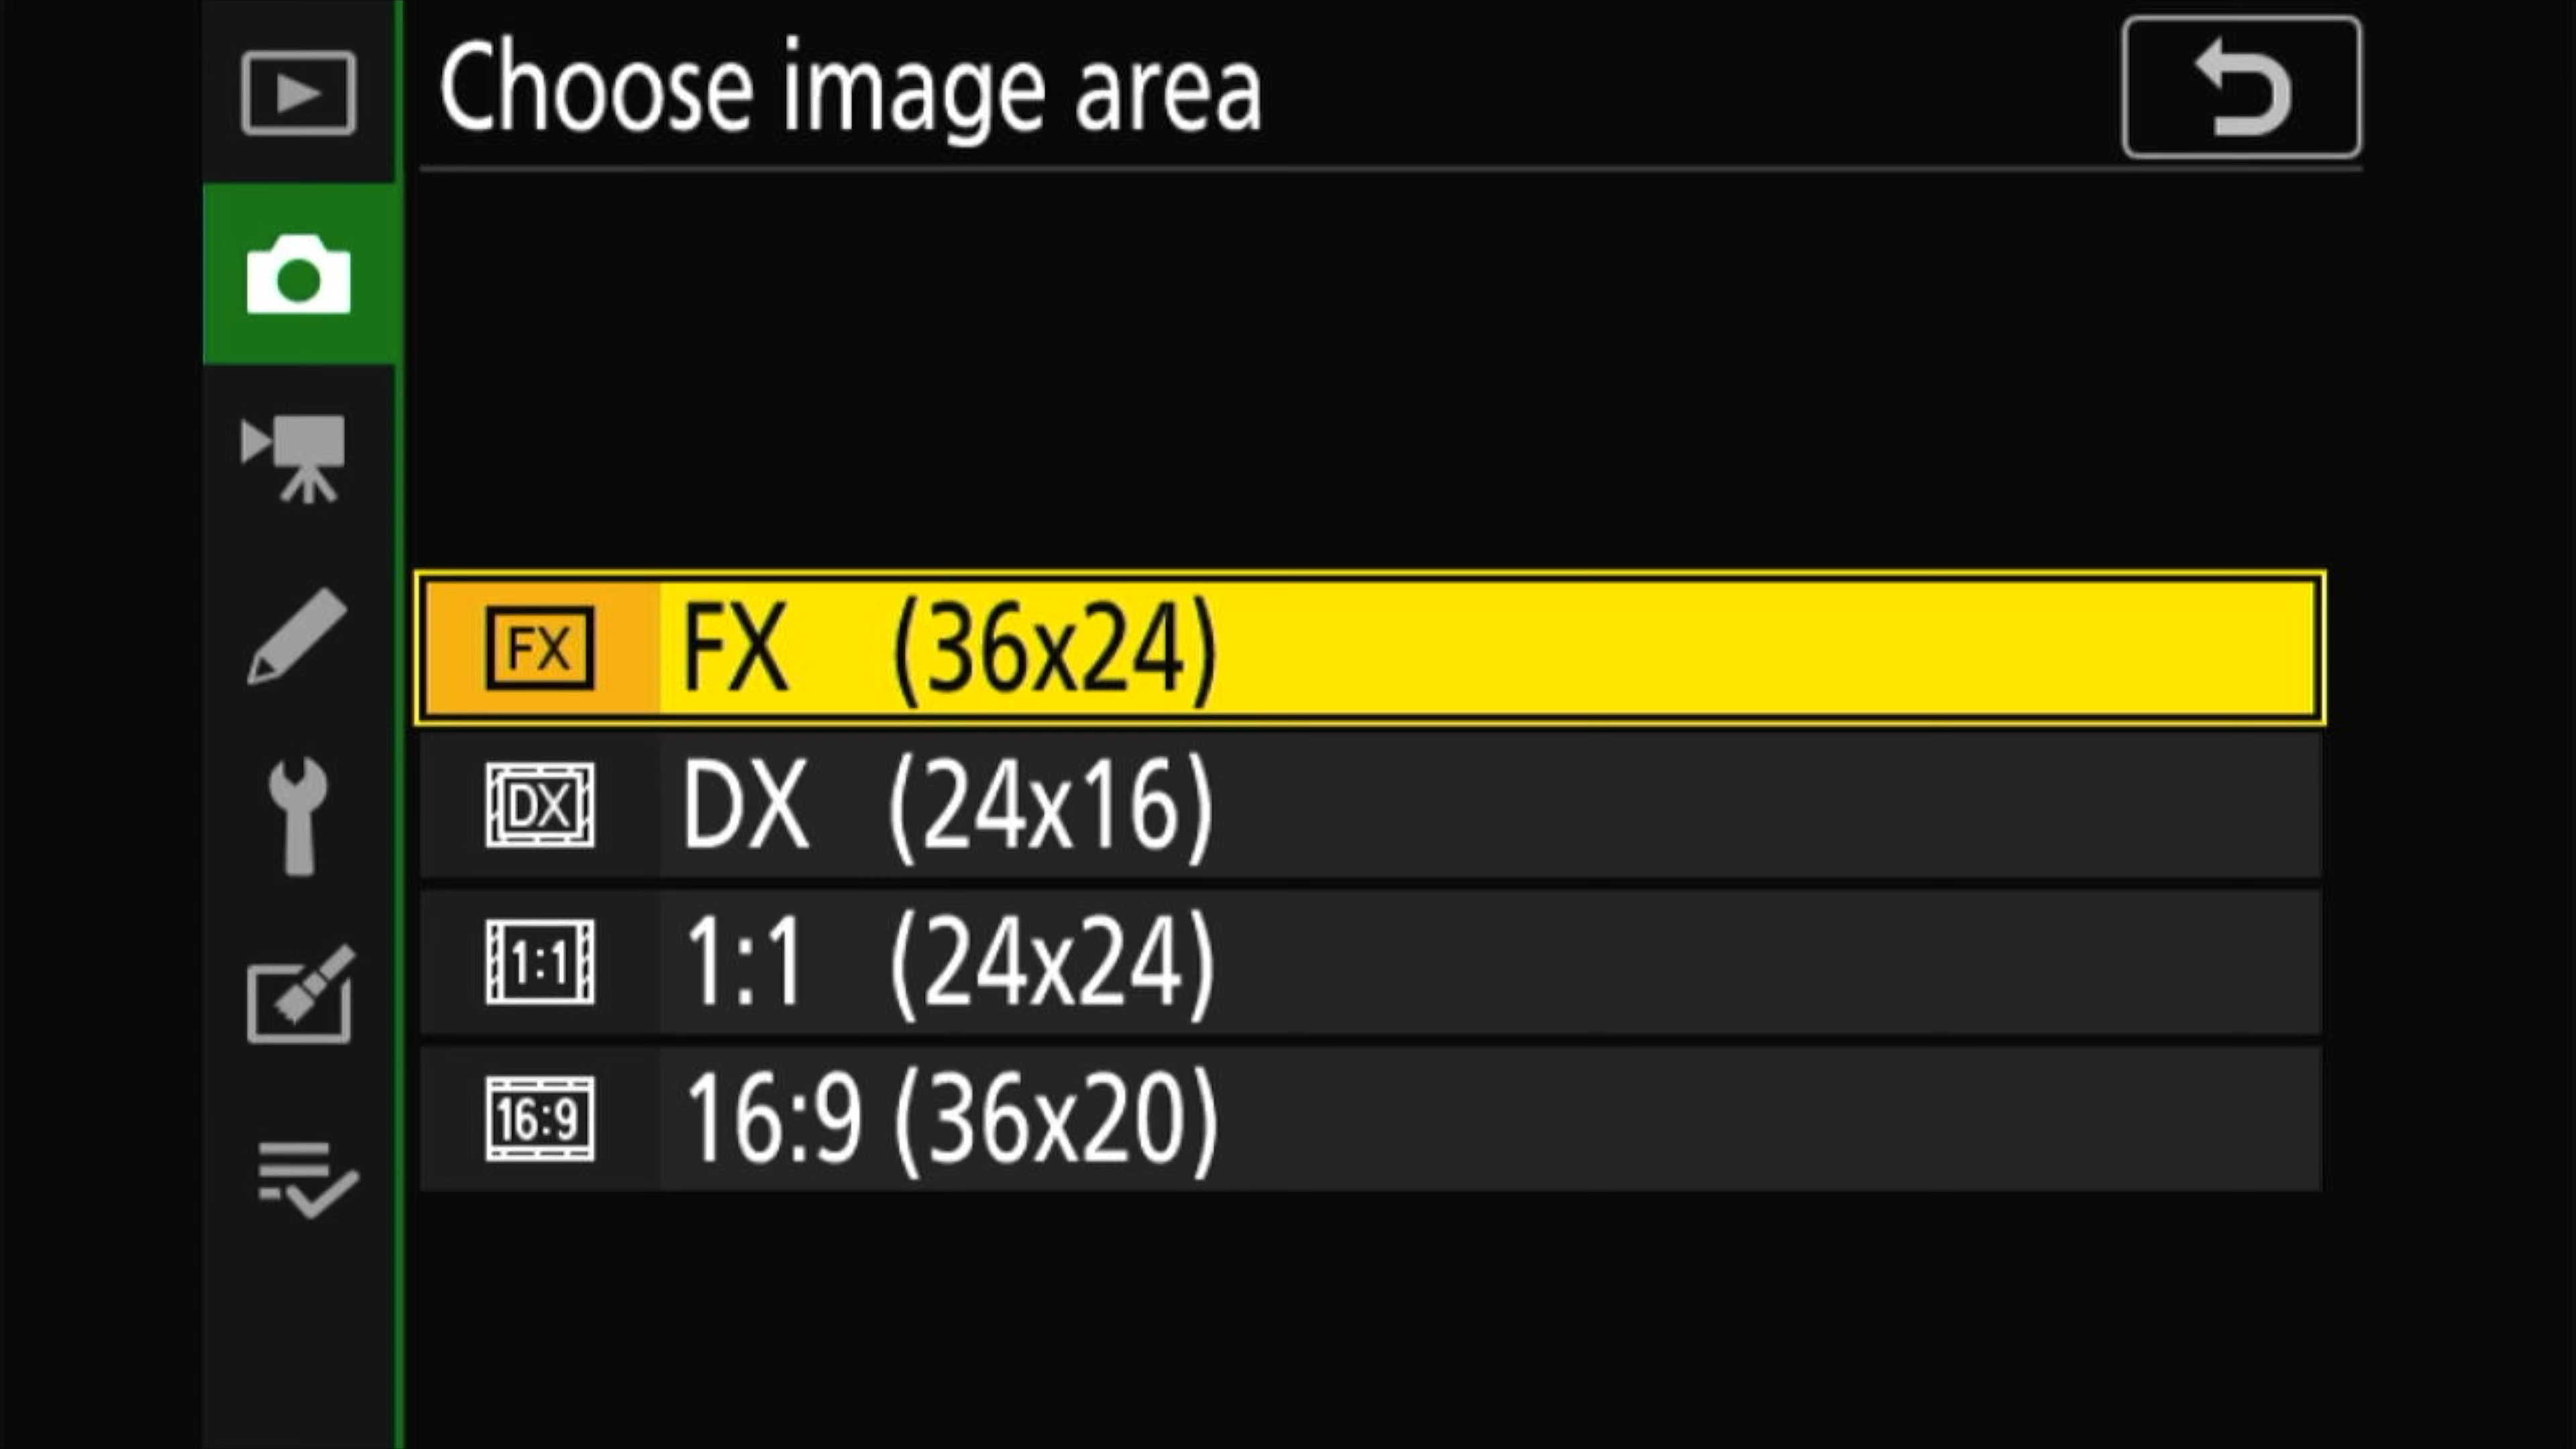 Choose image area
FX FX (36x24)
DX DX (24x16)
1:1 1:1 (24x24)
16:9 16:9 (36x20)